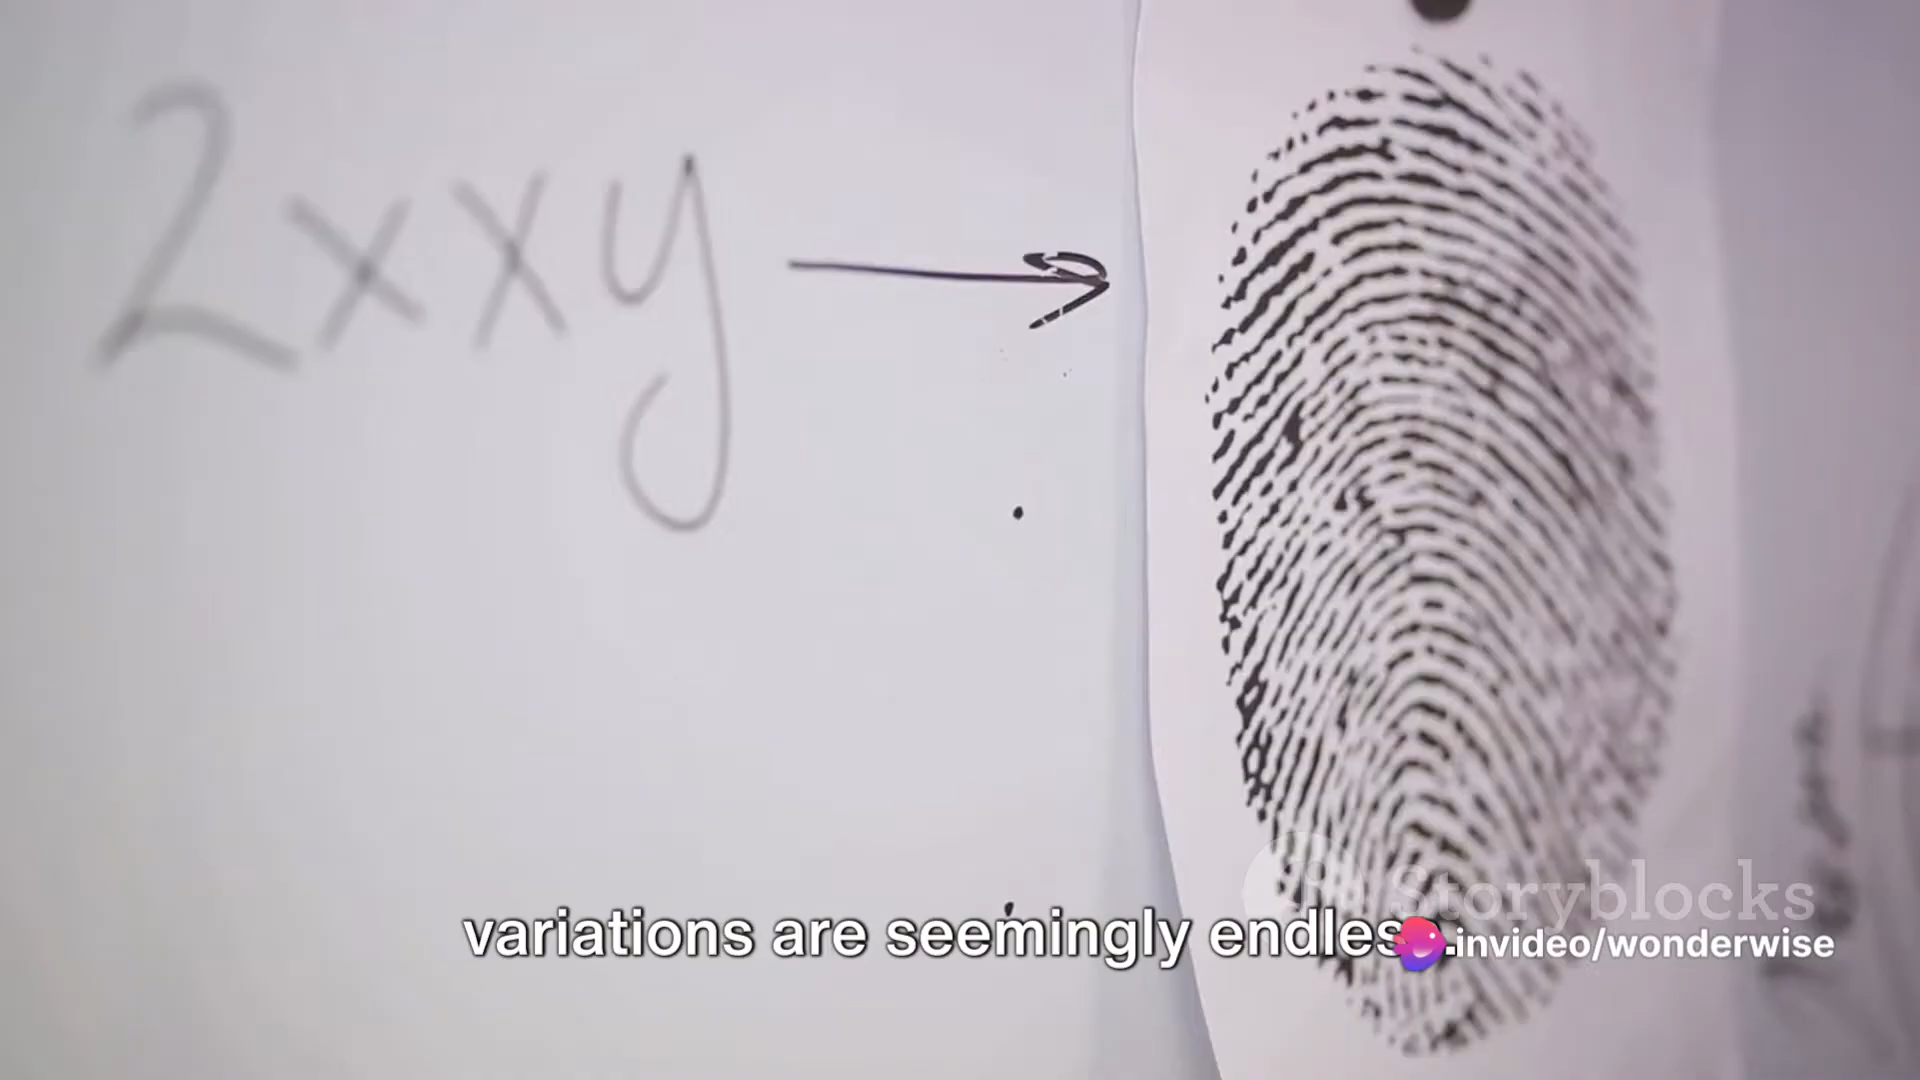 2xxy
Storyblocks
variations are seemingly endless.
invideo/wonderwise